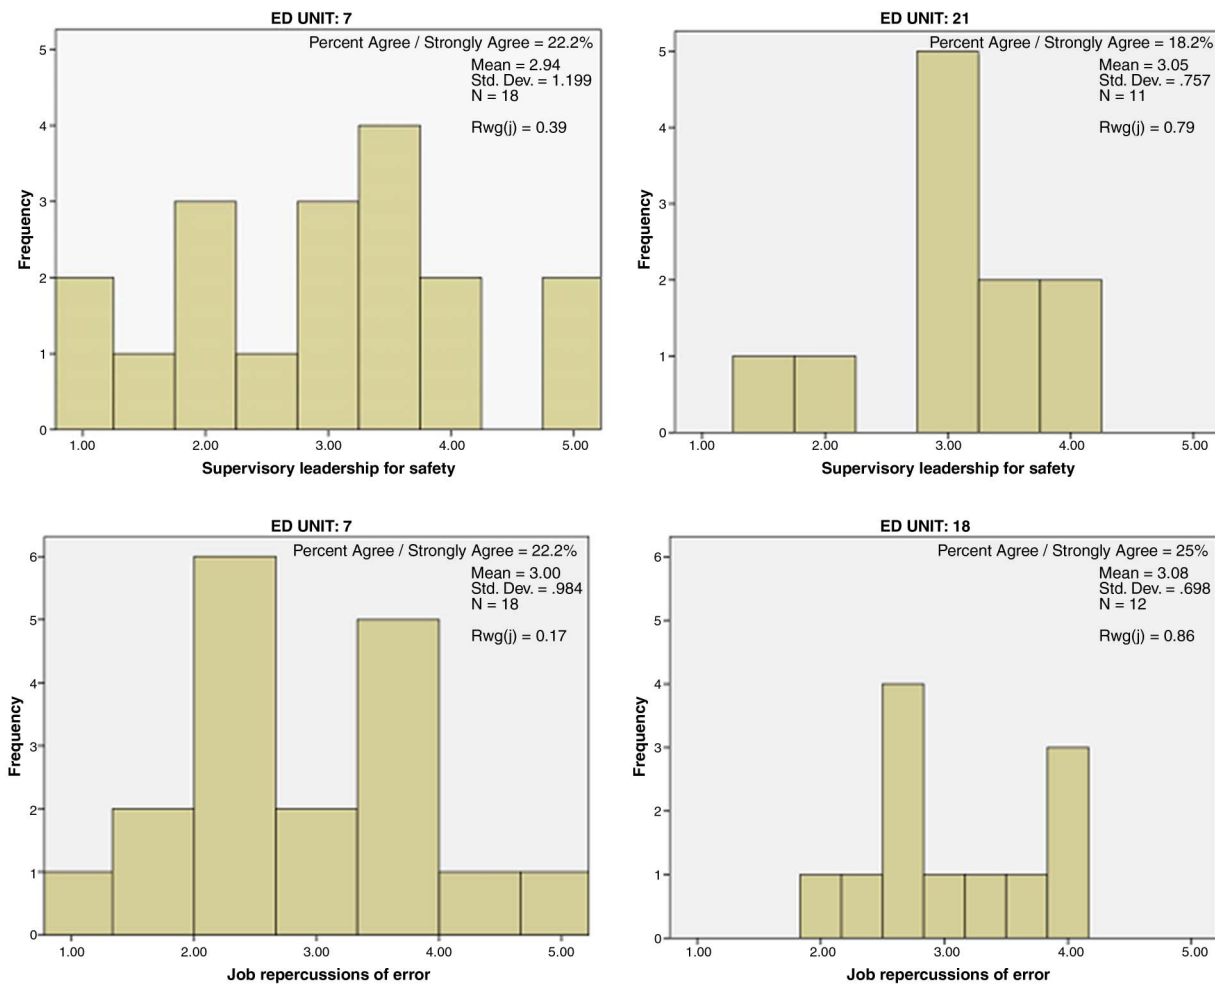 ED UNIT: 7
Percent Agree / Strongly Agree = 22.2%
Mean = 2.94
Std. Dev. = 1.199
N = 18
Rwg(j) = 0.39
Frequency
5
4
3
2
1
0
1.00 2.00 3.00 4.00 5.00
Supervisory leadership for safety
ED UNIT: 21
Percent Agree / Strongly Agree = 18.2%
Mean = 3.05
Std. Dev. = .757
N = 11
Rwg(j) = 0.79
Frequency
5
4
3
2
1
0
1.00 2.00 3.00 4.00 5.00
Supervisory leadership for safety
ED UNIT: 7
Percent Agree / Strongly Agree = 22.2%
Mean = 3.00
Std. Dev. = .984
N = 18
Rwg(j) = 0.17
Frequency
6
5
4
3
2
1
0
1.00 2.00 3.00 4.00 5.00
Job repercussions of error
ED UNIT: 18
Percent Agree / Strongly Agree = 25%
Mean = 3.08
Std. Dev. = .698
N = 12
Rwg(j) = 0.86
Frequency
6
5
4
3
2
1
0
1.00 2.00 3.00 4.00 5.00
Job repercussions of error